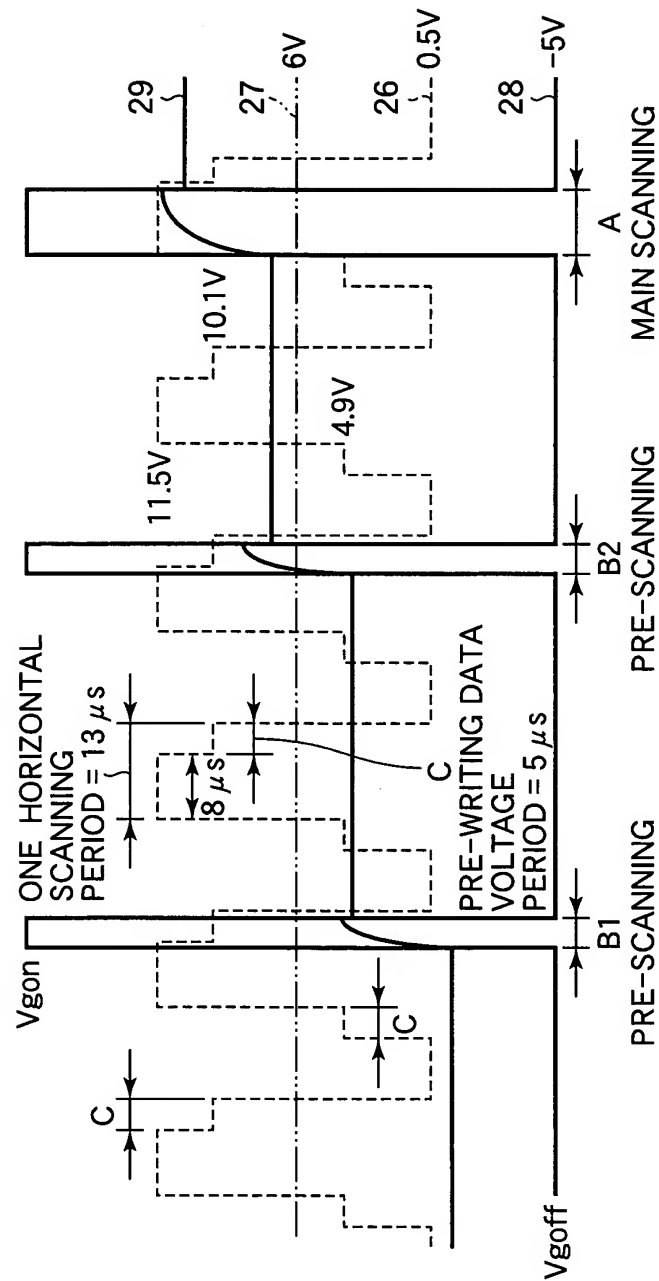 Vgon
ONE HORIZONTAL
SCANNING
PERIOD = 13 μs
C
8 μs
C
C
11.5V
10.1V
4.9V
29
27
6V
26
0.5V
28
-5V
PRE-WRITING DATA
VOLTAGE
PERIOD = 5 μs
Vgoff
B1
PRE-SCANNING
B2
PRE-SCANNING
A
MAIN SCANNING